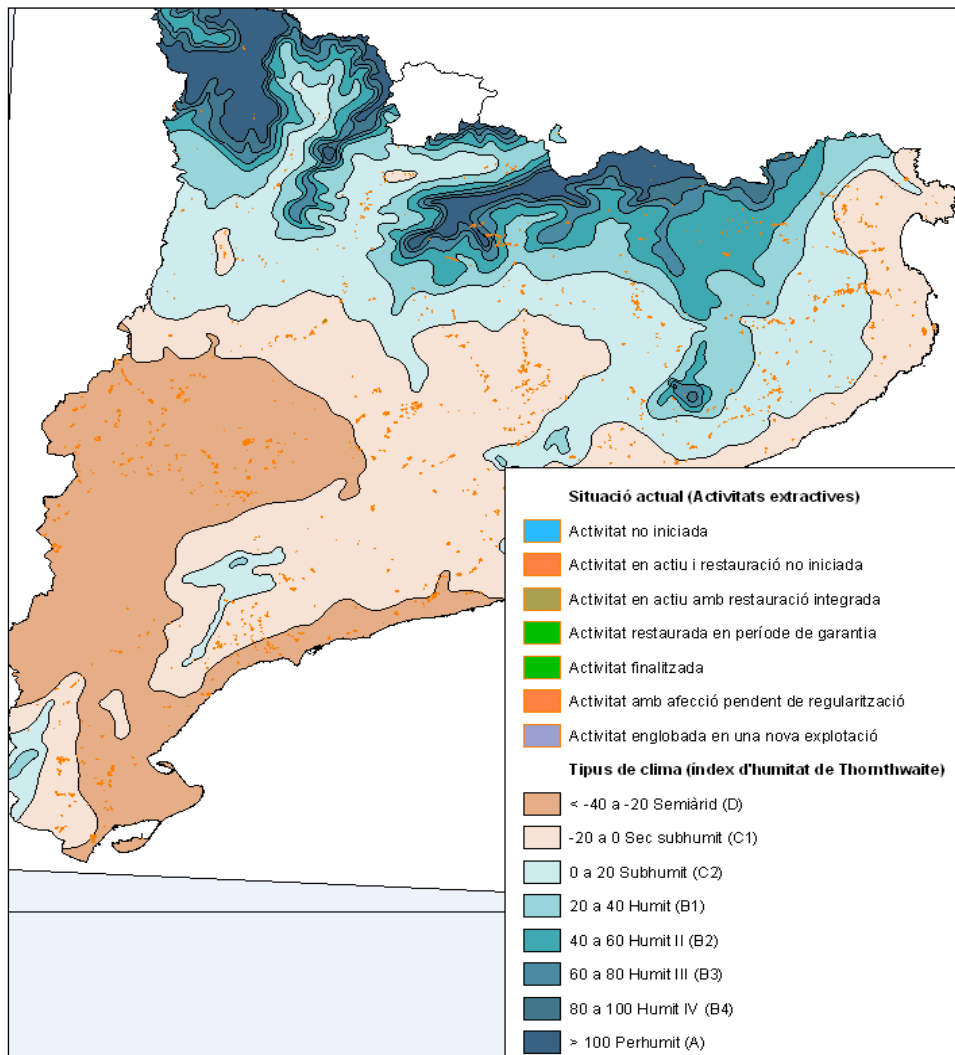 Situació actual (Activitats extractives)
Activitat no iniciada
Activitat en actiu i restauració no iniciada
Activitat en actiu amb restauració integrada
Activitat restaurada en període de garantia
Activitat finalitzada
Activitat amb afecció pendent de regularització
Activitat englobada en una nova explotació
Tipus de clima (índex d'humitat de Thornthwaite)
< -40 a -20 Semiàrid (D)
-20 a 0 Sec subhumit (C1)
0 a 20 Subhumit (C2)
20 a 40 Humit (B1)
40 a 60 Humit II (B2)
60 a 80 Humit III (B3)
80 a 100 Humit IV (B4)
> 100 Perhumit (A)